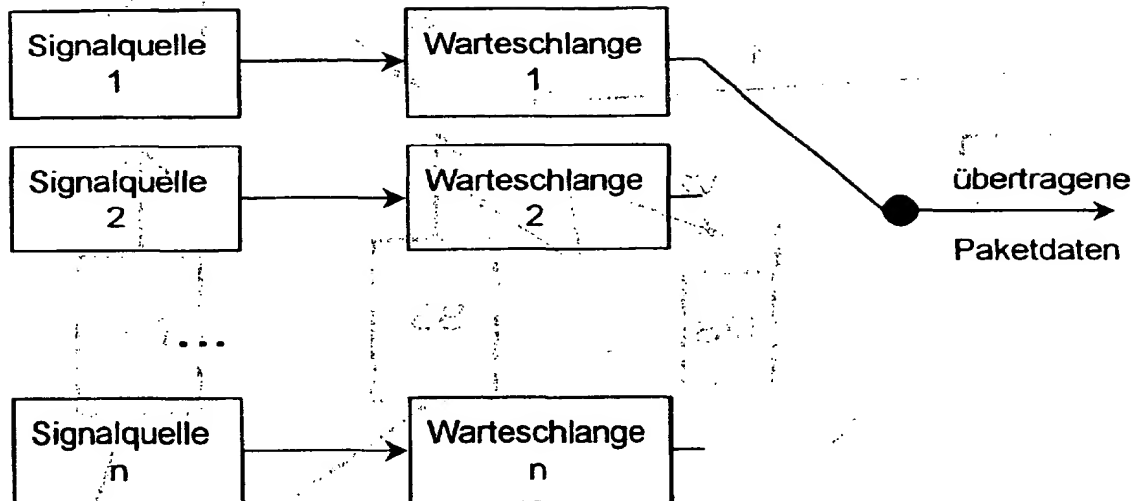 Signalquelle
1
Warteschlange
1
Signalquelle
2
Warteschlange
2
übertragene
Paketdaten
...
Signalquelle
n
Warteschlange
n